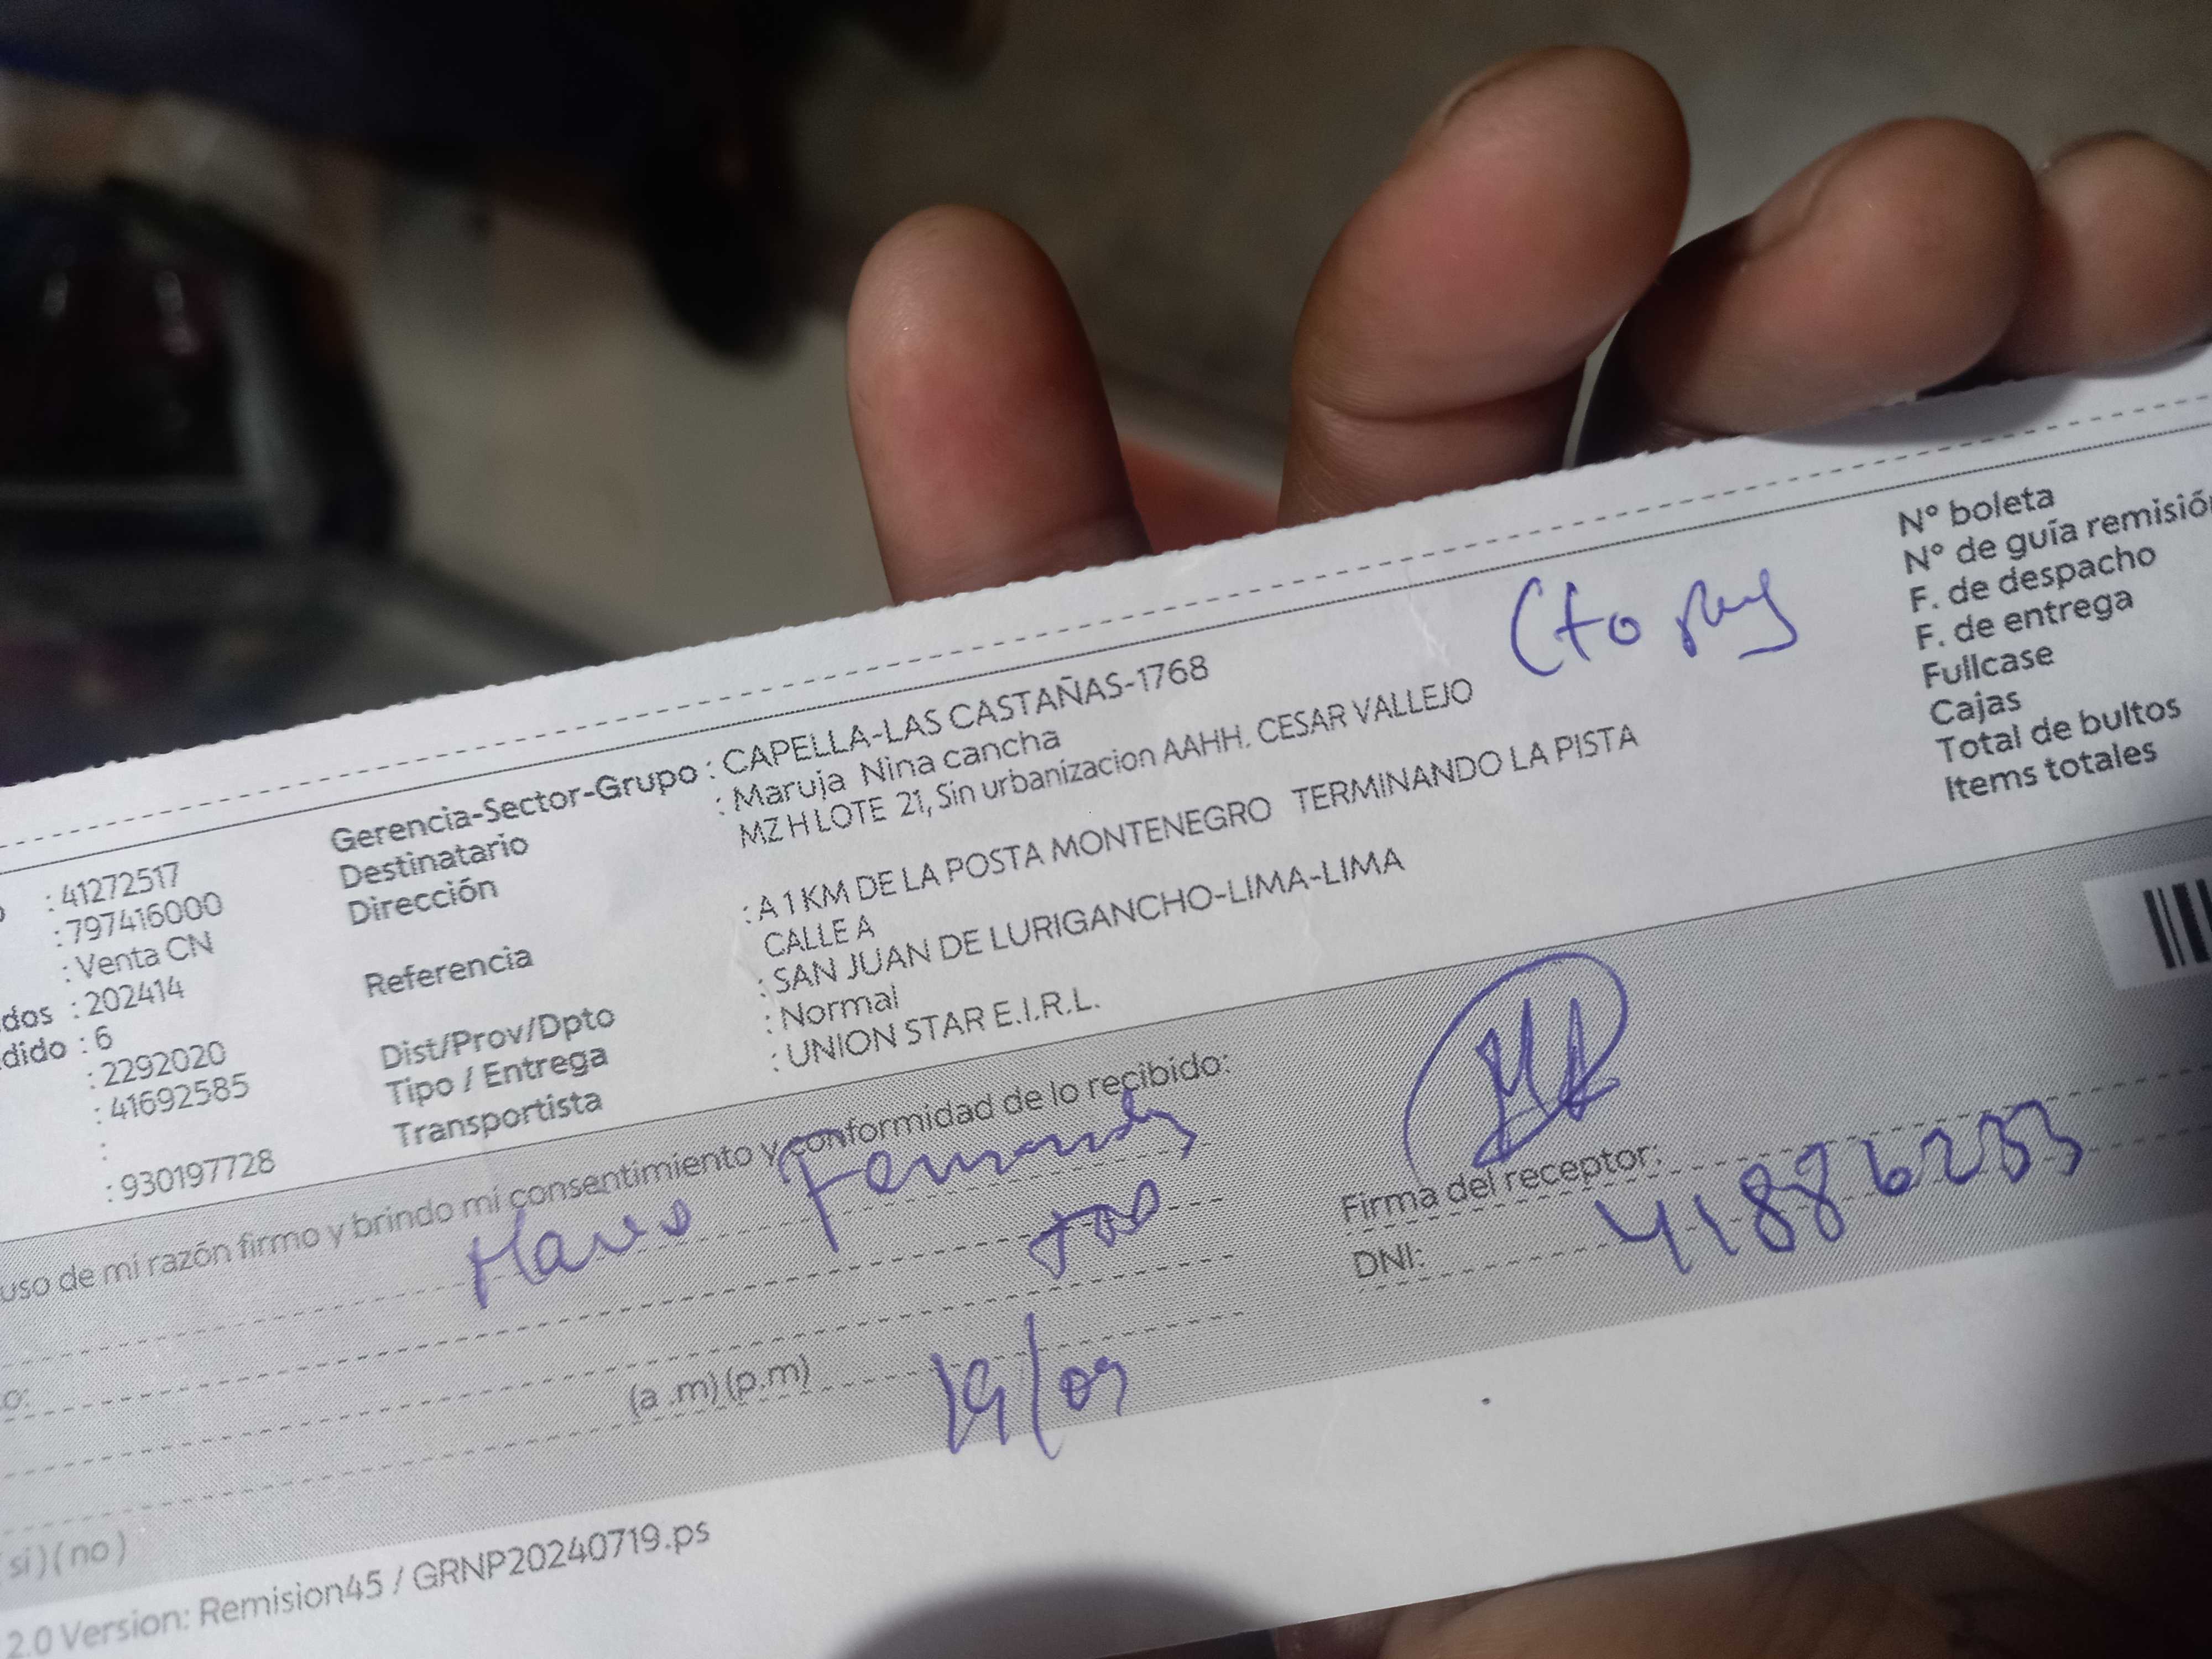 : 41272517
: 797416000
: Venta CN
dos : 202414
dido : 6
: 2292020
: 41692585
:
: 930197728
Gerencia-Sector-Grupo : CAPELLA-LAS CASTAÑAS-1768
Destinatario : Maruja Nina cancha
Dirección MZ H LOTE 21, Sin urbanizacion AAHH. CESAR VALLEJO
Referencia : A 1 KM DE LA POSTA MONTENEGRO TERMINANDO LA PISTA
CALLE A
Dist/Prov/Dpto : SAN JUAN DE LURIGANCHO-LIMA-LIMA
Tipo / Entrega : Normal
Transportista : UNION STAR E.I.R.L.
N° boleta
N° de guía remisión
F. de despacho
F. de entrega
Fullcase
Cajas
Total de bultos
Items totales
uso de mi razón firmo y brindo mi consentimiento y conformidad de lo recibido:
Firma del receptor:
DNI:
o:
(a .m) (p.m)
19/09
(si) (no)
2.0 Version: Remision45 / GRNP20240719.ps